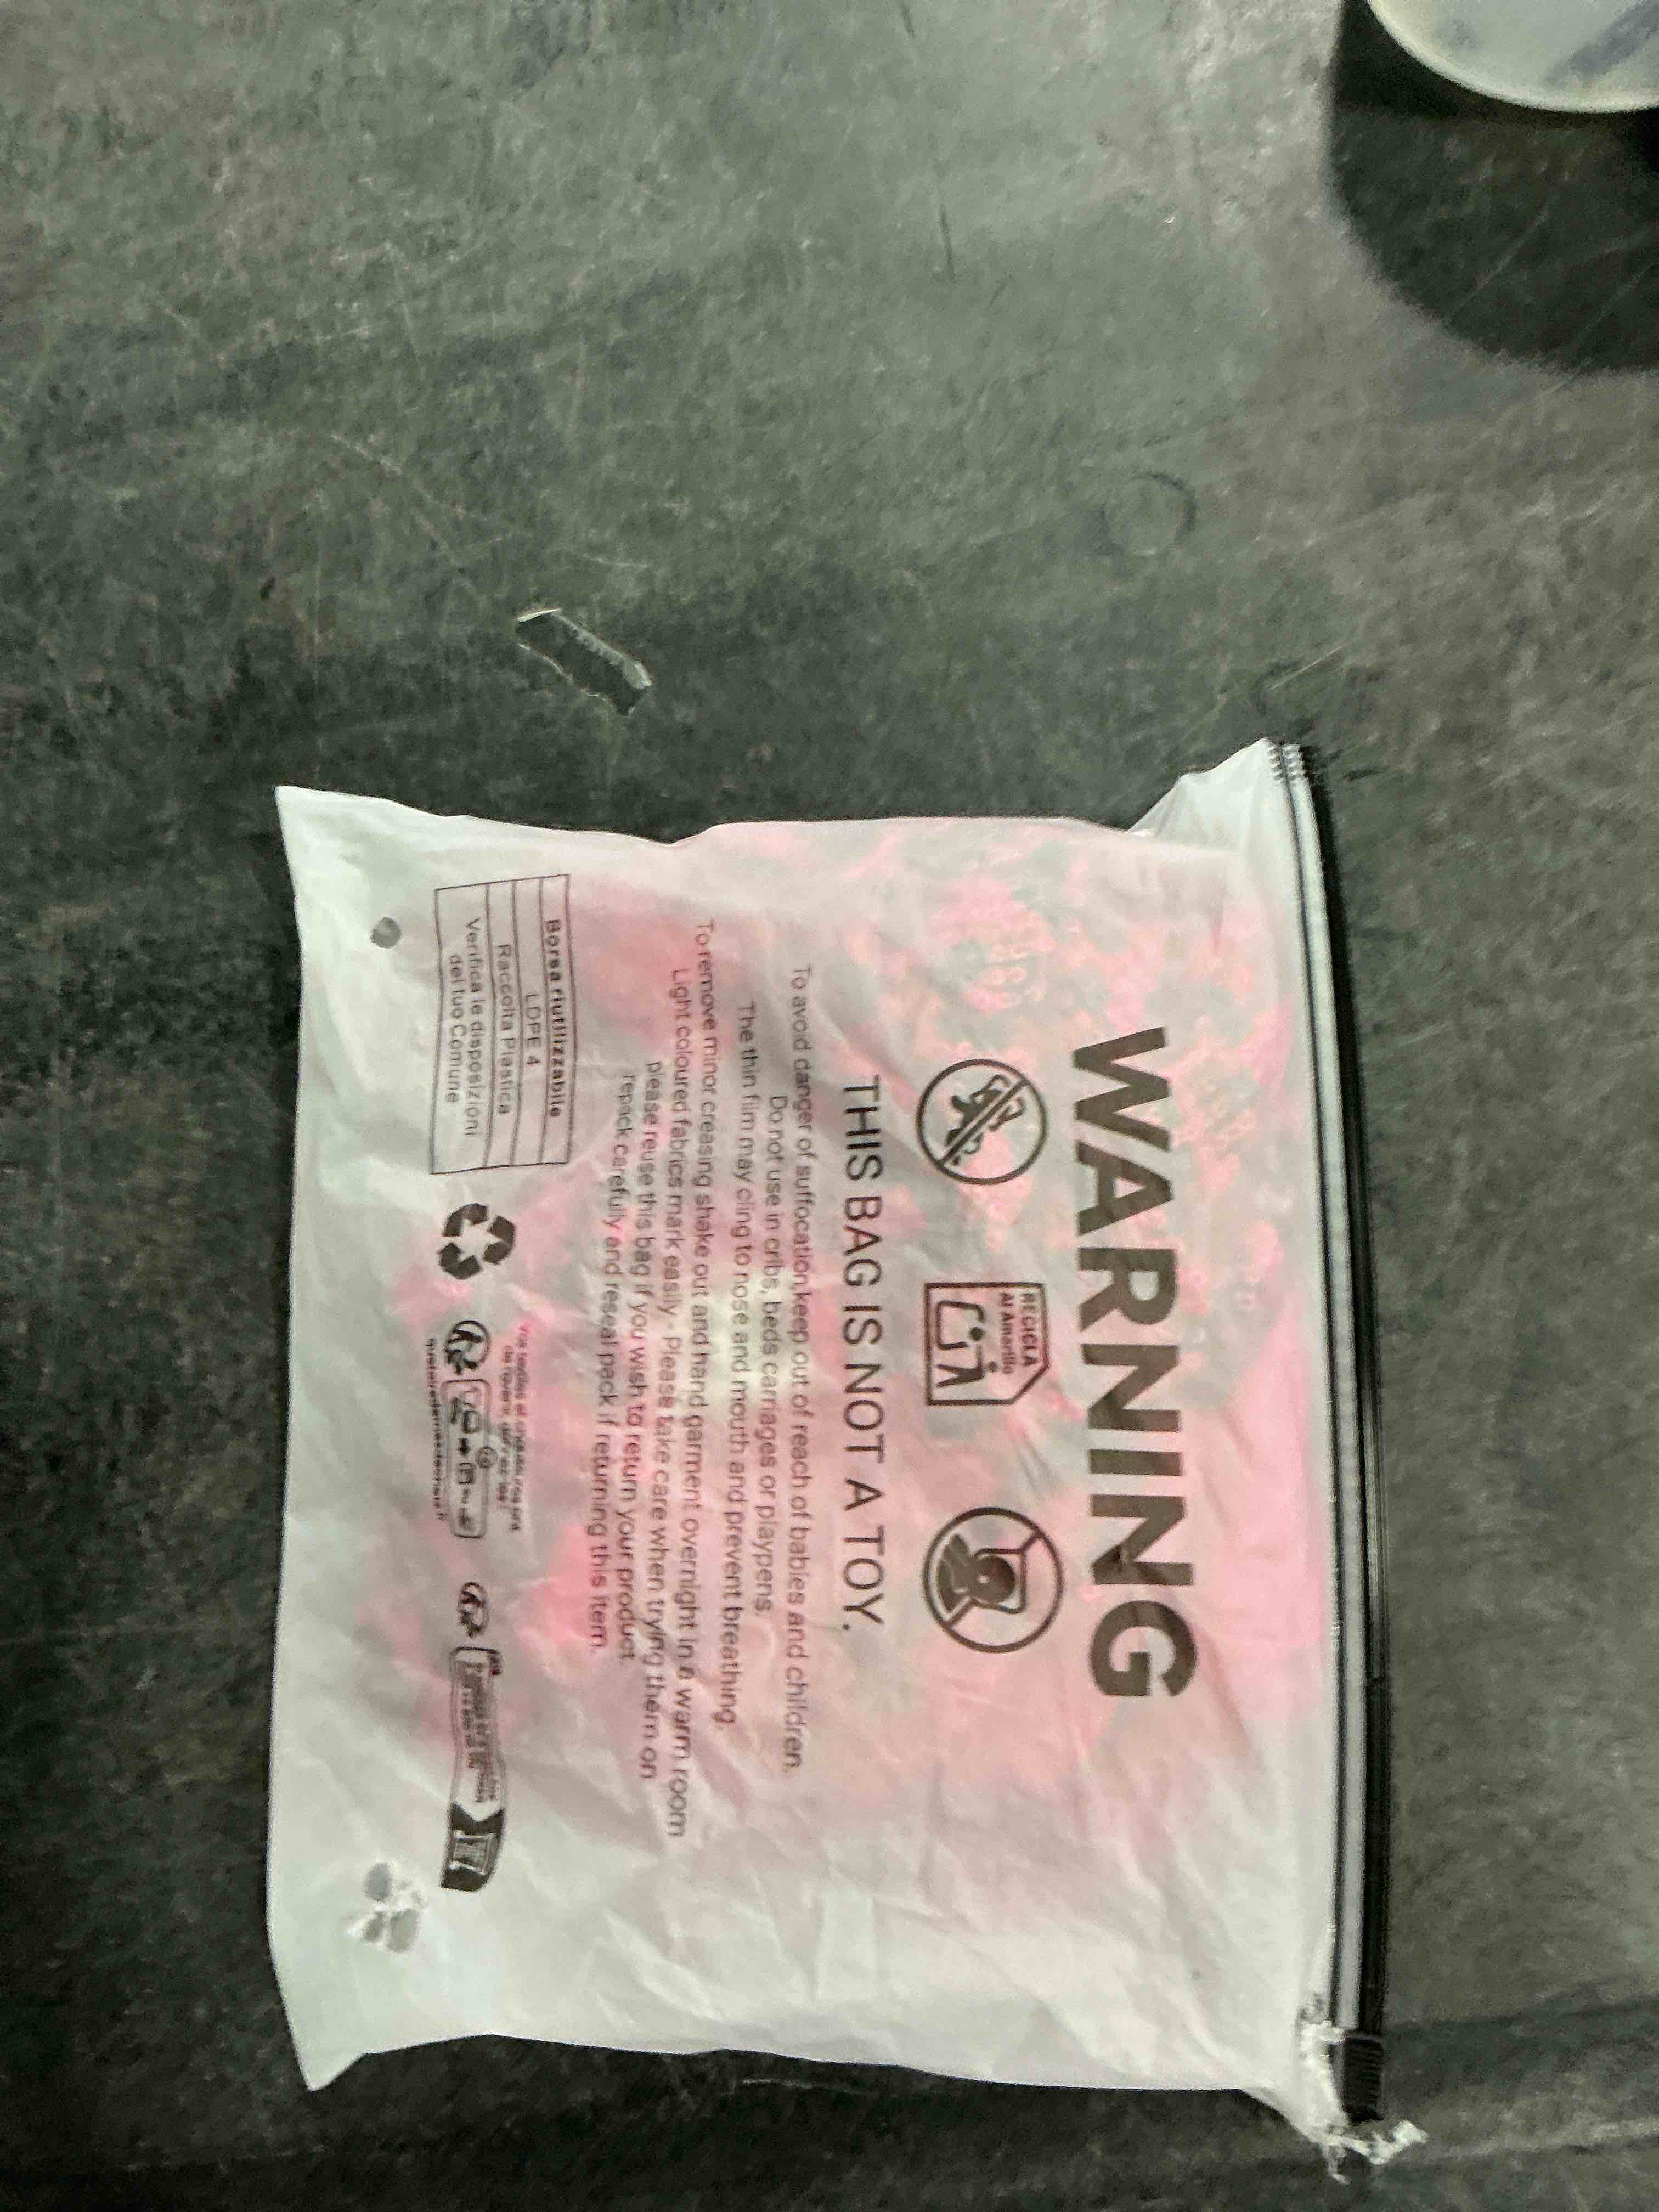 WARNING
RECICLA
Al Amarillo
THIS BAG IS NOT A TOY.
To avoid danger of suffocation,keep out of reach of babies and children.
Do not use in cribs, beds carriages or playpens.
The thin film may cling to nose and mouth and prevent breathing.
To remove minor creasing shake out and hand garment overnight in a warm room
Light coloured fabrics mark easily - Please take care when trying them on
please reuse this bag if you wish to return your product.
repack carefully and reseal pack if returning this item.
Borsa riutilizzabile
LDPE 4
Raccolta Plastica
Verifica le disposizioni
del tuo Comune
quefairedemesdechets.fr